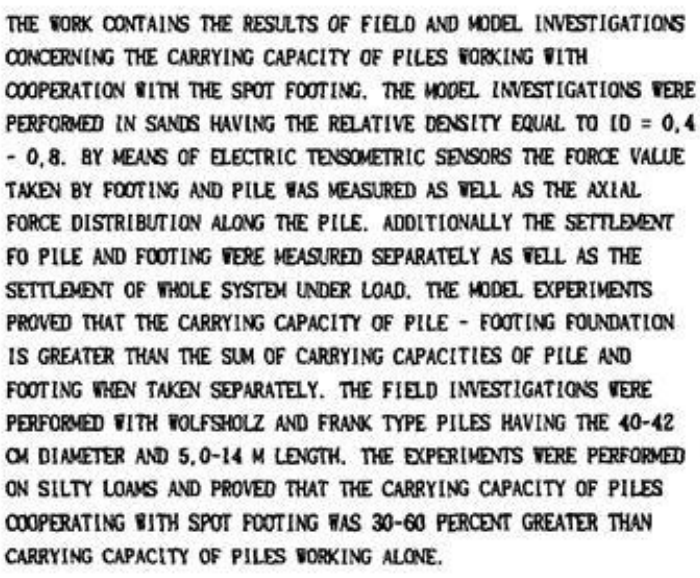 THE WORK CONTAINS THE RESULTS OF FIELD AND MODEL INVESTIGATIONS
CONCERNING THE CARRYING CAPACITY OF PILES WORKING WITH
COOPERATION WITH THE SPOT FOOTING. THE MODEL INVESTIGATIONS WERE
PERFORMED IN SANDS HAVING THE RELATIVE DENSITY EQUAL TO ID = 0,4
- 0,8. BY MEANS OF ELECTRIC TENSOMETRIC SENSORS THE FORCE VALUE
TAKEN BY FOOTING AND PILE WAS MEASURED AS WELL AS THE AXIAL
FORCE DISTRIBUTION ALONG THE PILE. ADDITIONALLY THE SETTLEMENT
FO PILE AND FOOTING WERE MEASURED SEPARATELY AS WELL AS THE
SETTLEMENT OF WHOLE SYSTEM UNDER LOAD. THE MODEL EXPERIMENTS
PROVED THAT THE CARRYING CAPACITY OF PILE - FOOTING FOUNDATION
IS GREATER THAN THE SUM OF CARRYING CAPACITIES OF PILE AND
FOOTING WHEN TAKEN SEPARATELY. THE FIELD INVESTIGATIONS WERE
PERFORMED WITH WOLFSHOLZ AND FRANK TYPE PILES HAVING THE 40-42
CM DIAMETER AND 5,0-14 M LENGTH. THE EXPERIMENTS WERE PERFORMED
ON SILTY LOAMS AND PROVED THAT THE CARRYING CAPACITY OF PILES
COOPERATING WITH SPOT FOOTING WAS 30-60 PERCENT GREATER THAN
CARRYING CAPACITY OF PILES WORKING ALONE.